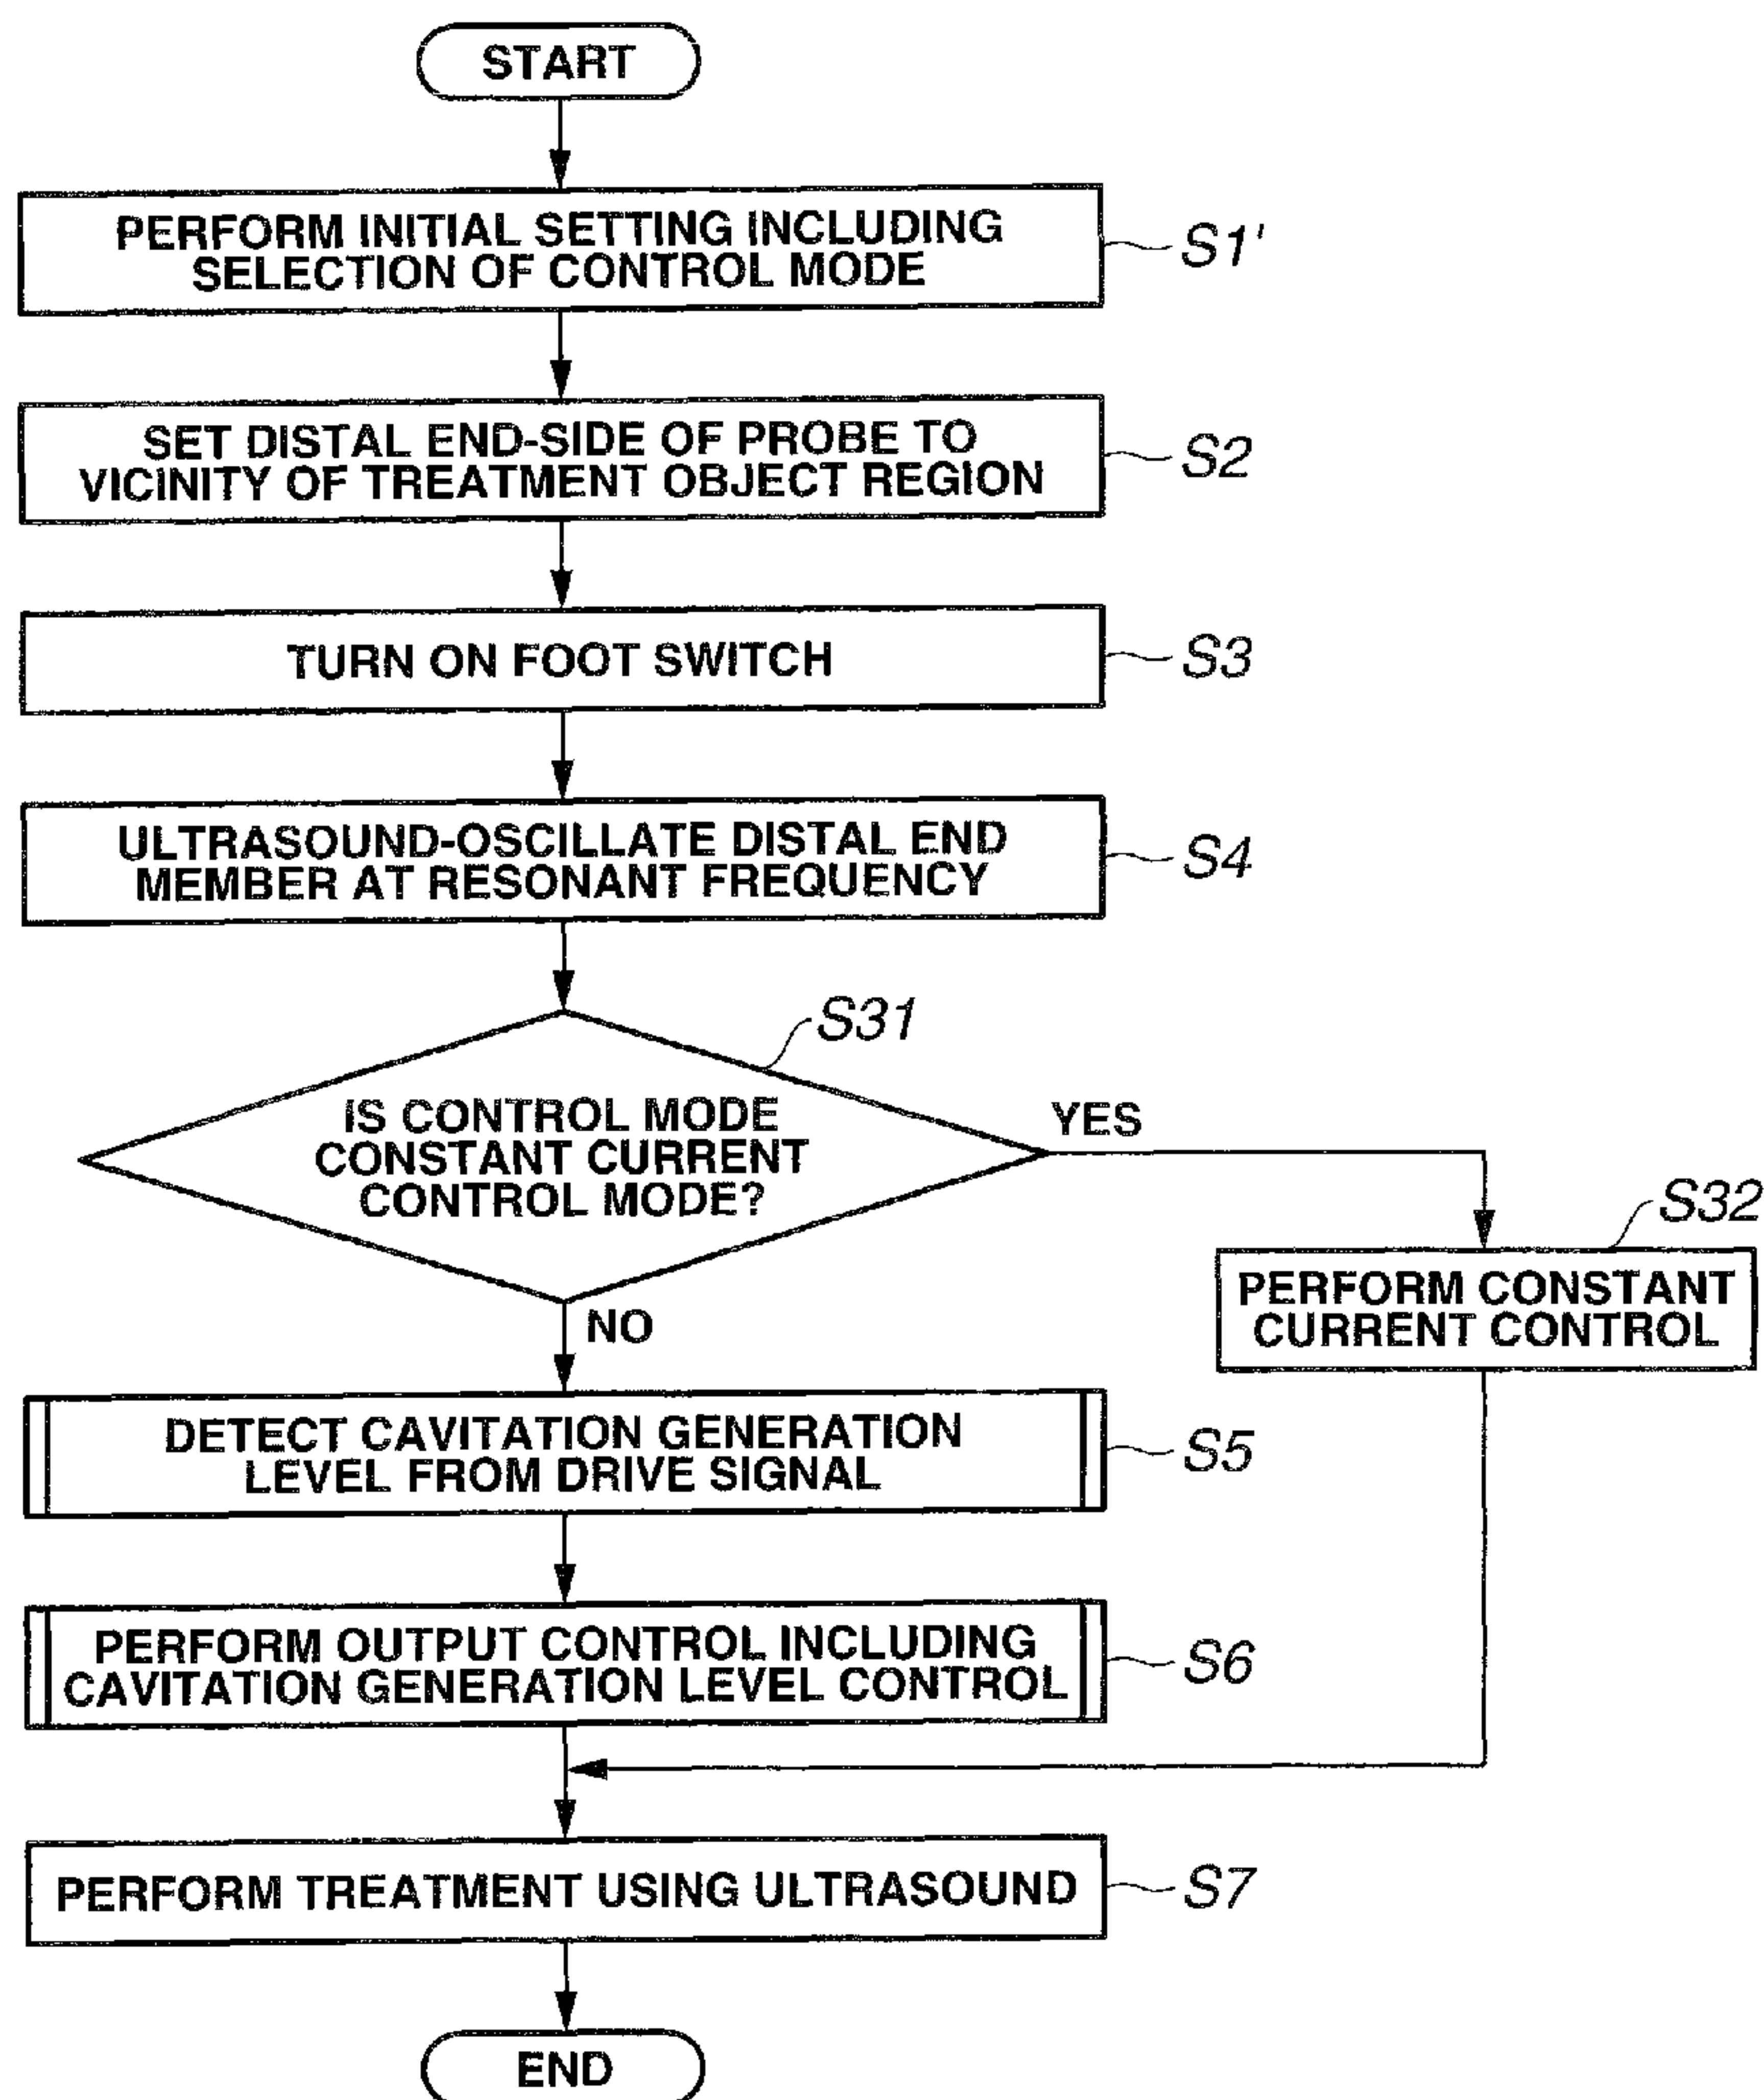 START
PERFORM INITIAL SETTING INCLUDING
SELECTION OF CONTROL MODE
S1'
SET DISTAL END-SIDE OF PROBE TO
VICINITY OF TREATMENT OBJECT REGION
S2
TURN ON FOOT SWITCH
S3
ULTRASOUND-OSCILLATE DISTAL END
MEMBER AT RESONANT FREQUENCY
S4
S31
IS CONTROL MODE
CONSTANT CURRENT
CONTROL MODE?
YES
S32
PERFORM CONSTANT
CURRENT CONTROL
NO
DETECT CAVITATION GENERATION
LEVEL FROM DRIVE SIGNAL
S5
PERFORM OUTPUT CONTROL INCLUDING
CAVITATION GENERATION LEVEL CONTROL
S6
PERFORM TREATMENT USING ULTRASOUND
S7
END